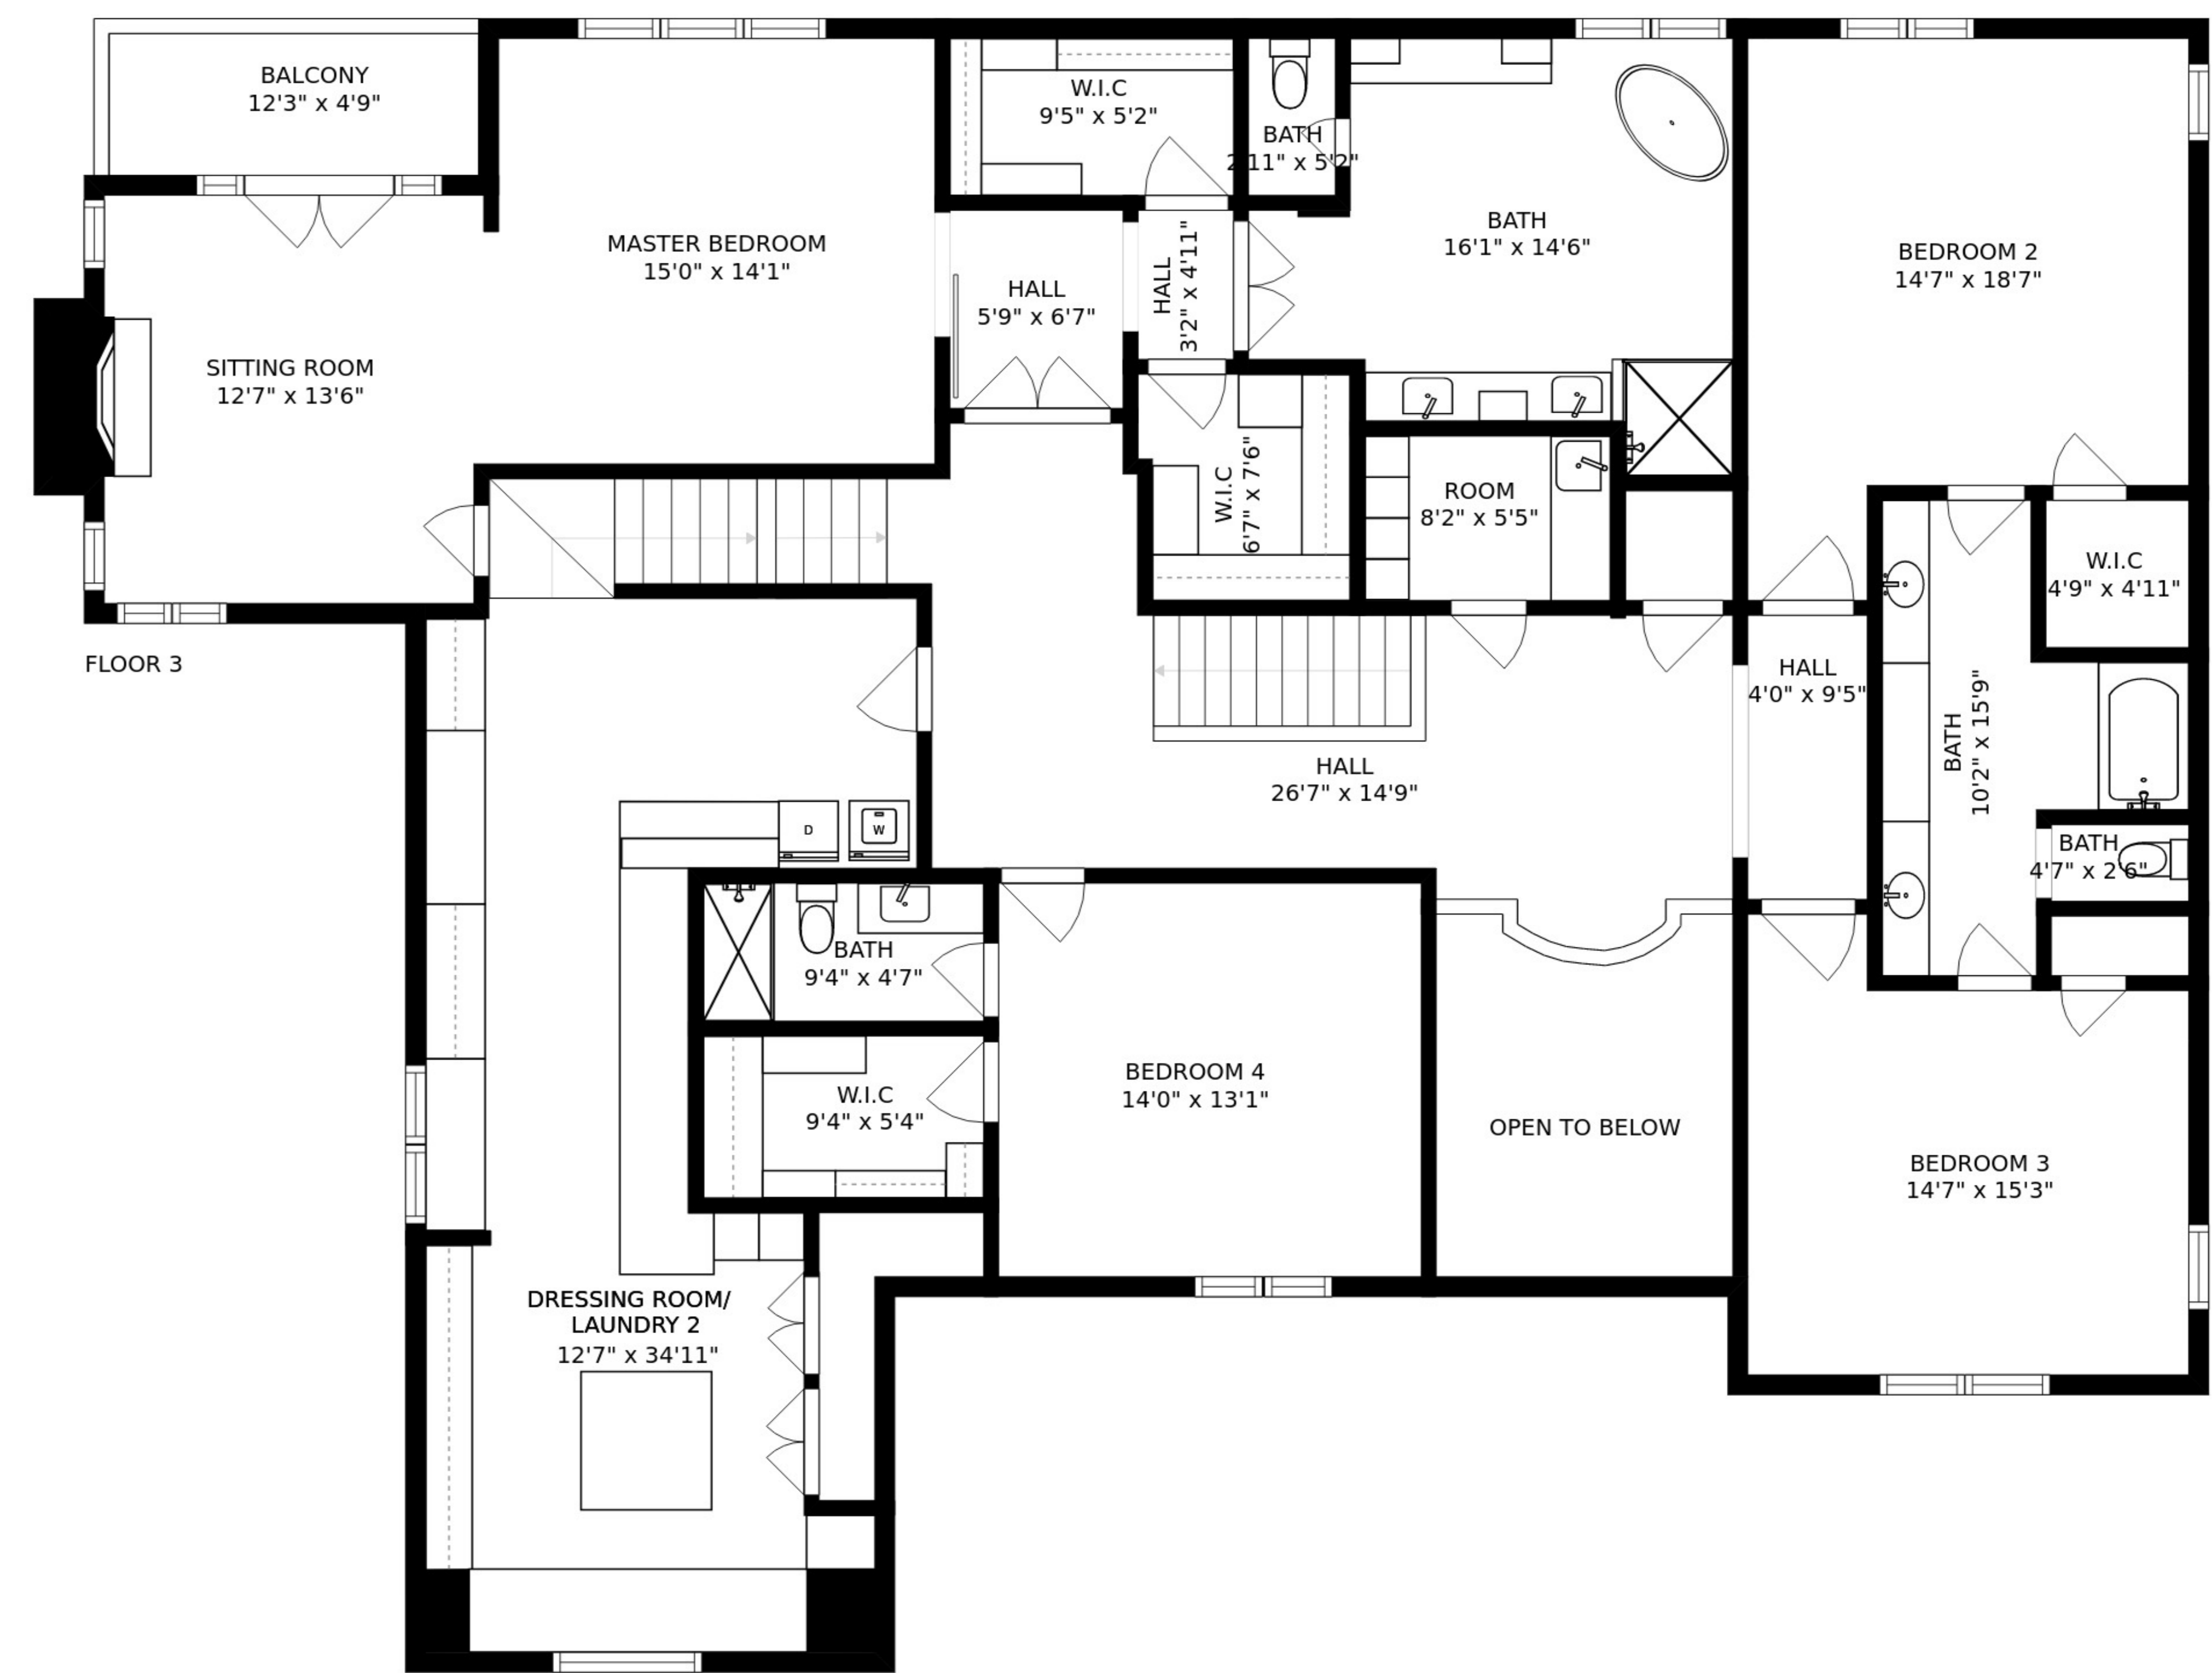 BALCONY
12'3" x 4'9"
W.I.C
9'5" x 5'2"
BATH
2'11" x 5'2"
BATH
16'1" x 14'6"
MASTER BEDROOM
15'0" x 14'1"
BEDROOM 2
14'7" x 18'7"
HALL
5'9" x 6'7"
HALL
3'2" x 4'11"
SITTING ROOM
12'7" x 13'6"
W.I.C
6'7" x 7'6"
ROOM
8'2" x 5'5"
W.I.C
4'9" x 4'11"
FLOOR 3
HALL
4'0" x 9'5"
BATH
10'2" x 15'9"
HALL
26'7" x 14'9"
D
W
BATH
4'7" x 2'6"
BATH
9'4" x 4'7"
W.I.C
9'4" x 5'4"
BEDROOM 4
14'0" x 13'1"
OPEN TO BELOW
BEDROOM 3
14'7" x 15'3"
DRESSING ROOM/
LAUNDRY 2
12'7" x 34'11"